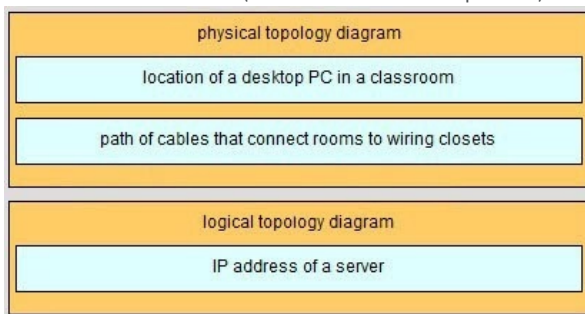 physical topology diagram
location of a desktop PC in a classroom
path of cables that connect rooms to wiring closets
logical topology diagram
IP address of a server